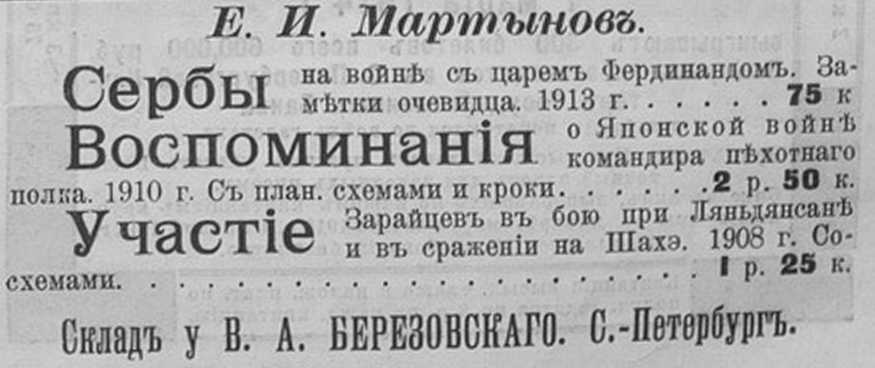 Е. И. Мартыновъ.
Сербы на войнѣ съ царемъ Фердинандомъ. За-
мѣтки очевидца. 1913 г. . . . . . 75 к
Воспоминанія о Японской войнѣ
командира пѣхотнаго
полка. 1910 г. Съ план. схемами и кроки. . . . . . .2 р. 50 к.
Участіе Зарайцевъ въ бою при Ляньдянсанѣ
и въ сраженіи на Шахэ. 1908 г. Со-
схемами. . . . . . . . . . . . . . . . . . . 1 р. 25 к.
Складъ у В. А. БЕРЕЗОВСКАГО. С.-Петербургъ.